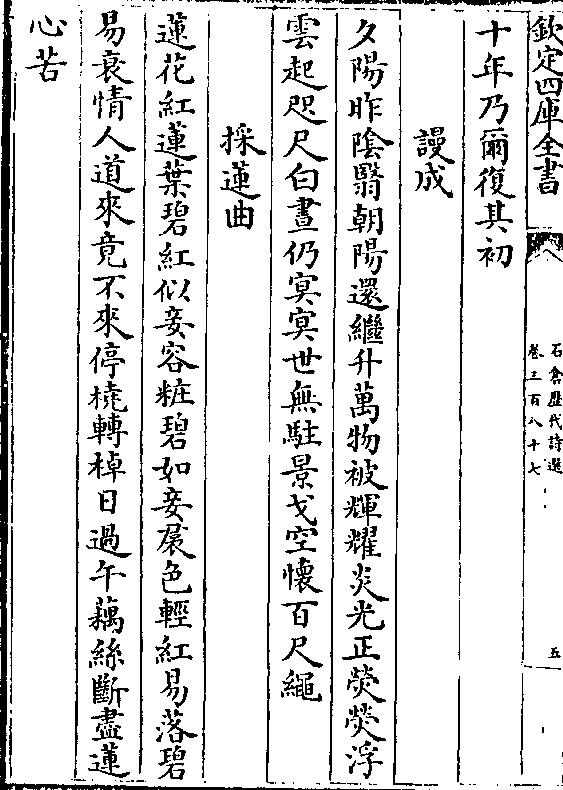 欽定四庫全書
石倉歷代詩選
卷三百八十七
五
十年乃爾復其初
謾成
夕陽昨陰翳朝陽還繼升萬物被輝耀炎光正熒熒浮
雲起咫尺白晝仍冥冥世無駐景戈空懷百尺繩
採蓮曲
蓮花紅蓮葉碧紅似妾容粧碧如妾扆色輕紅易落碧
易衰情人道來竟不來停橈轉棹日過午藕絲斷盡蓮
心苦